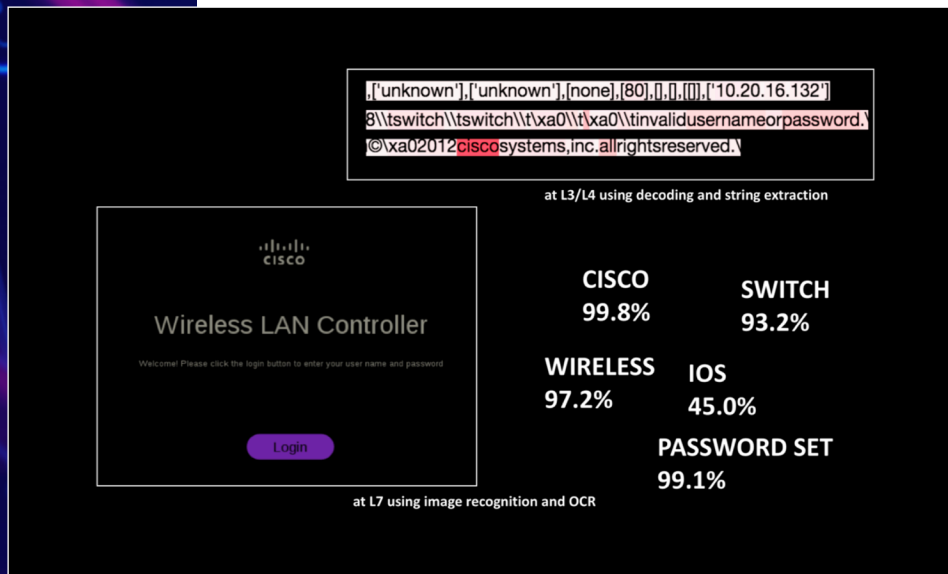 ,['unknown'],['unknown'],[none],[80],[],[],[[]],['10.20.16.132']
8\\tswitch\\tswitch\\t\xa0\\t\xa0\\tinvalidusernameorpassword.\
©\xa02012ciscosystems,inc.allrightsreserved.\
at L3/L4 using decoding and string extraction
CISCO
Wireless LAN Controller
Welcome! Please click the login button to enter your user name and password
Login
at L7 using image recognition and OCR
CISCO
99.8%
SWITCH
93.2%
WIRELESS
97.2%
IOS
45.0%
PASSWORD SET
99.1%